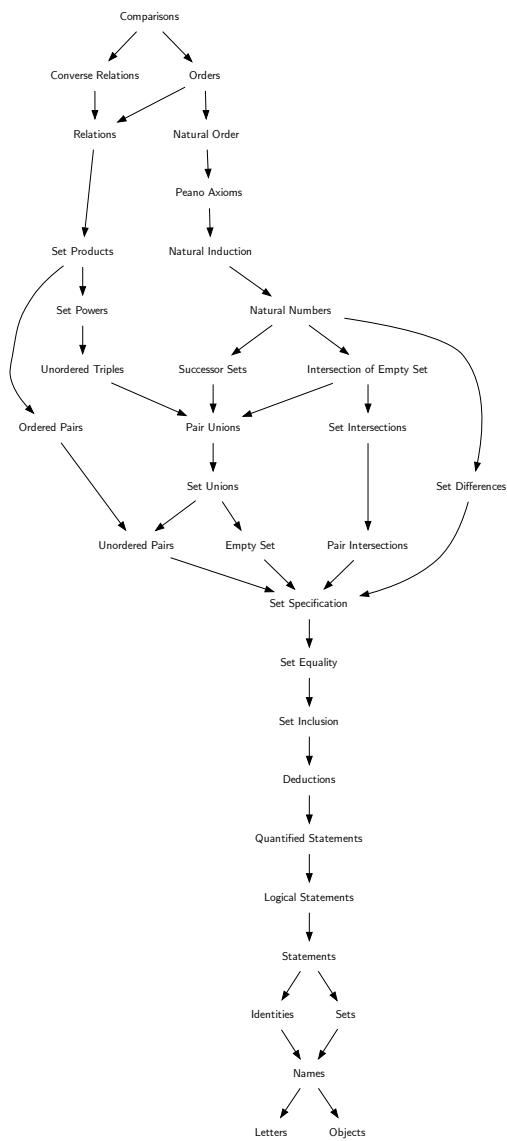 Comparisons
Converse Relations
Orders
Relations
Natural Order
Peano Axioms
Set Products
Natural Induction
Set Powers
Natural Numbers
Unordered Triples
Successor Sets
Intersection of Empty Set
Ordered Pairs
Pair Unions
Set Intersections
Set Unions
Set Differences
Unordered Pairs
Empty Set
Pair Intersections
Set Specification
Set Equality
Set Inclusion
Deductions
Quantified Statements
Logical Statements
Statements
Identities
Sets
Names
Letters
Objects